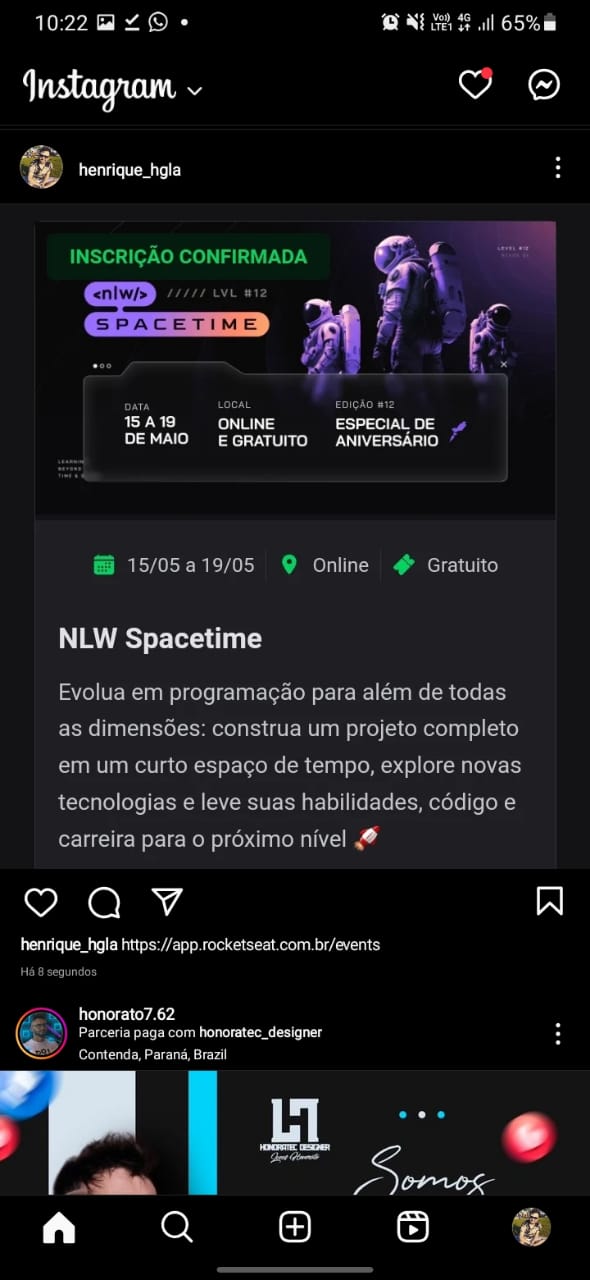 10:22
Vo)) 4G
LTE1
65%
Instagram
henrique_hgla
INSCRIÇÃO CONFIRMADA
LEVEL #12
<nlw/> ///// LVL #12
SPACETIME
DATA
15 A 19
DE MAIO
LOCAL
ONLINE
E GRATUITO
EDIÇÃO #12
ESPECIAL DE
ANIVERSÁRIO
BEYOND
15/05 a 19/05
Online
Gratuito
NLW Spacetime
Evolua em programação para além de todas
as dimensões: construa um projeto completo
em um curto espaço de tempo, explore novas
tecnologias e leve suas habilidades, código e
carreira para o próximo nível 🚀
henrique_hgla https://app.rocketseat.com.br/events
Há 8 segundos
honorato7.62
Parceria paga com honoratec_designer
Contenda, Paraná, Brazil
HONORATEC DESIGNER
Somos